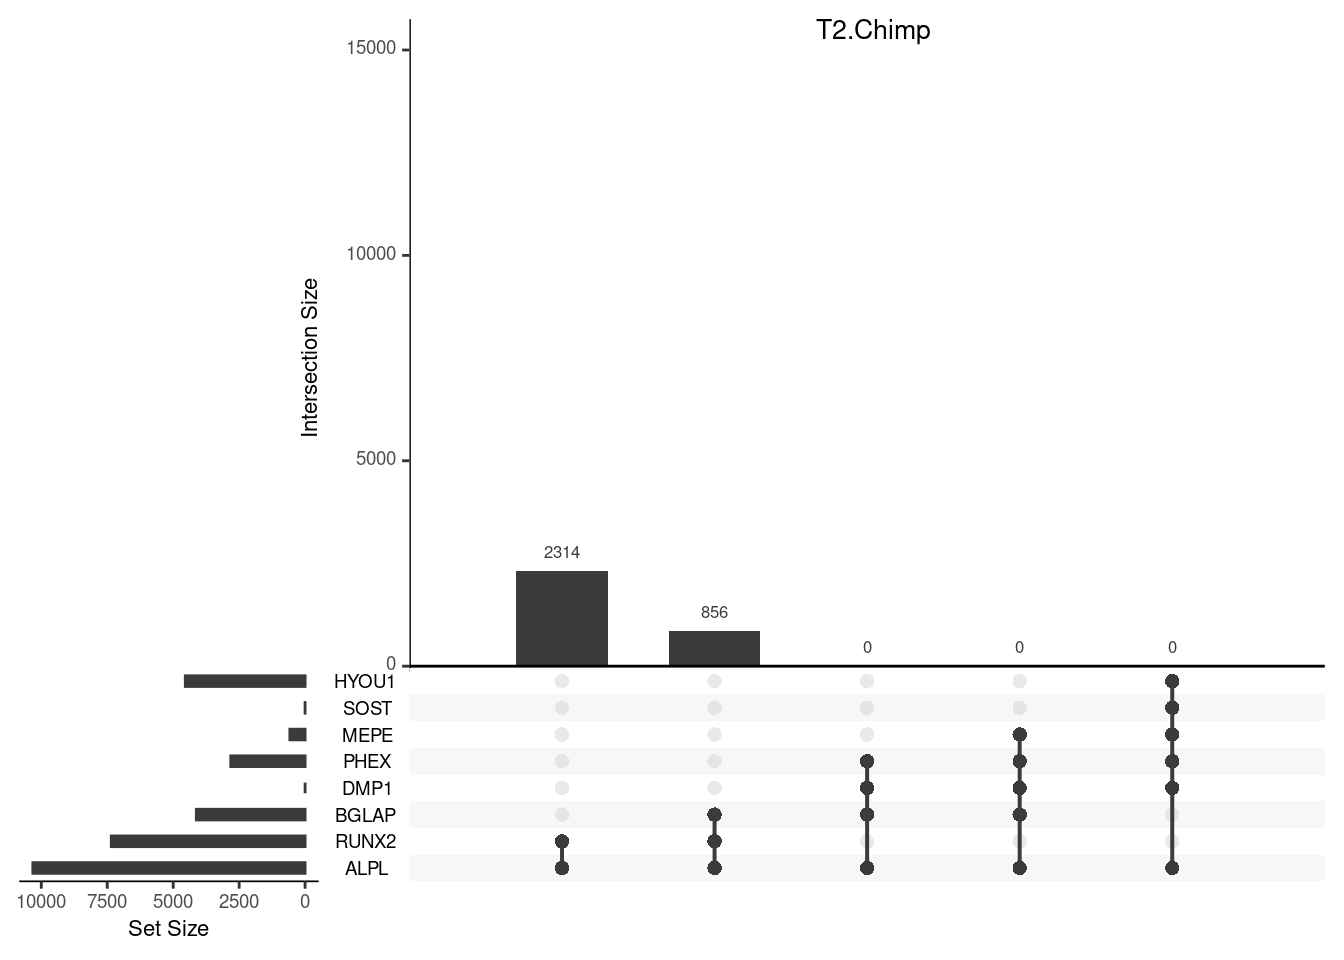 T2.Chimp
15000
10000
5000
0
Intersection Size
2314
856
0
0
0
HYOU1
SOST
MEPE
PHEX
DMP1
BGLAP
RUNX2
ALPL
10000 7500 5000 2500 0
Set Size